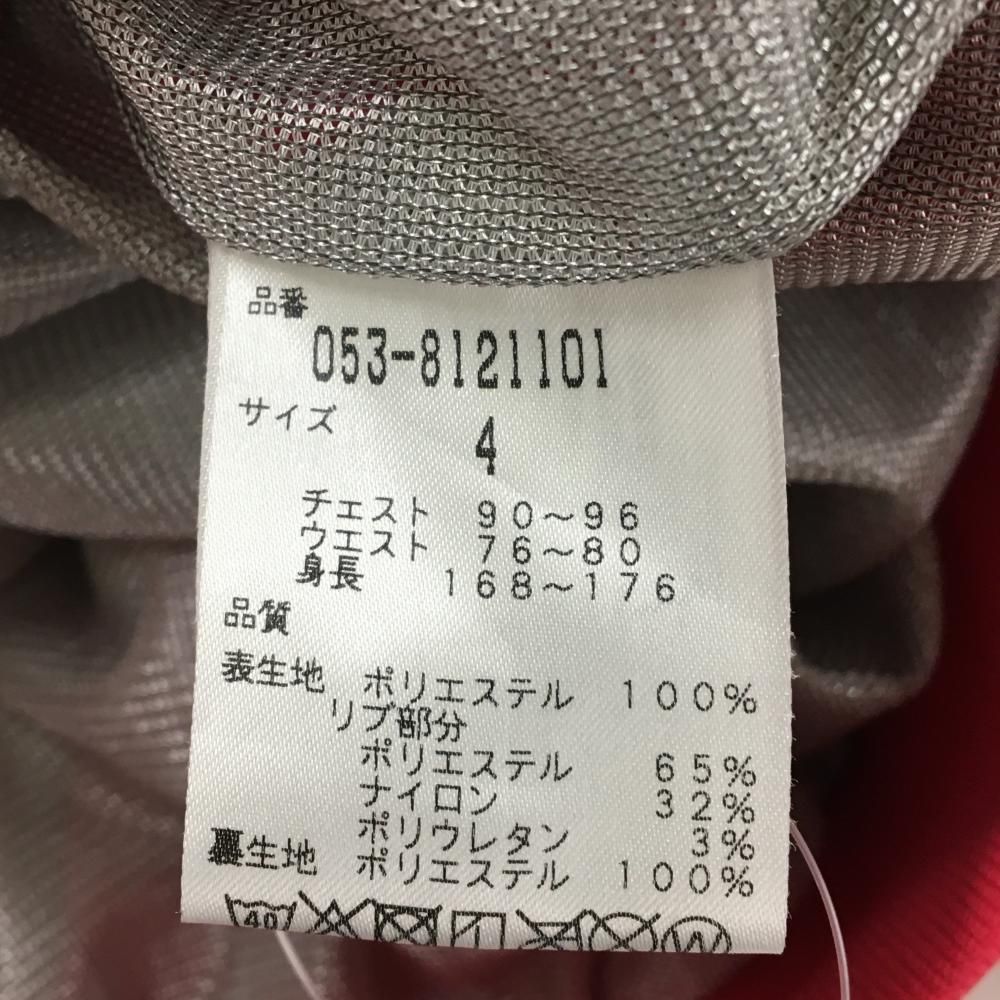 品番
053-8121101
サイズ
4
チェスト 90～96
ウエスト 76～80
身長 168～176
品質
表生地 ポリエステル 100%
リブ部分
ポリエステル 65%
ナイロン 32%
ポリウレタン 3%
裏生地 ポリエステル 100%
40 W